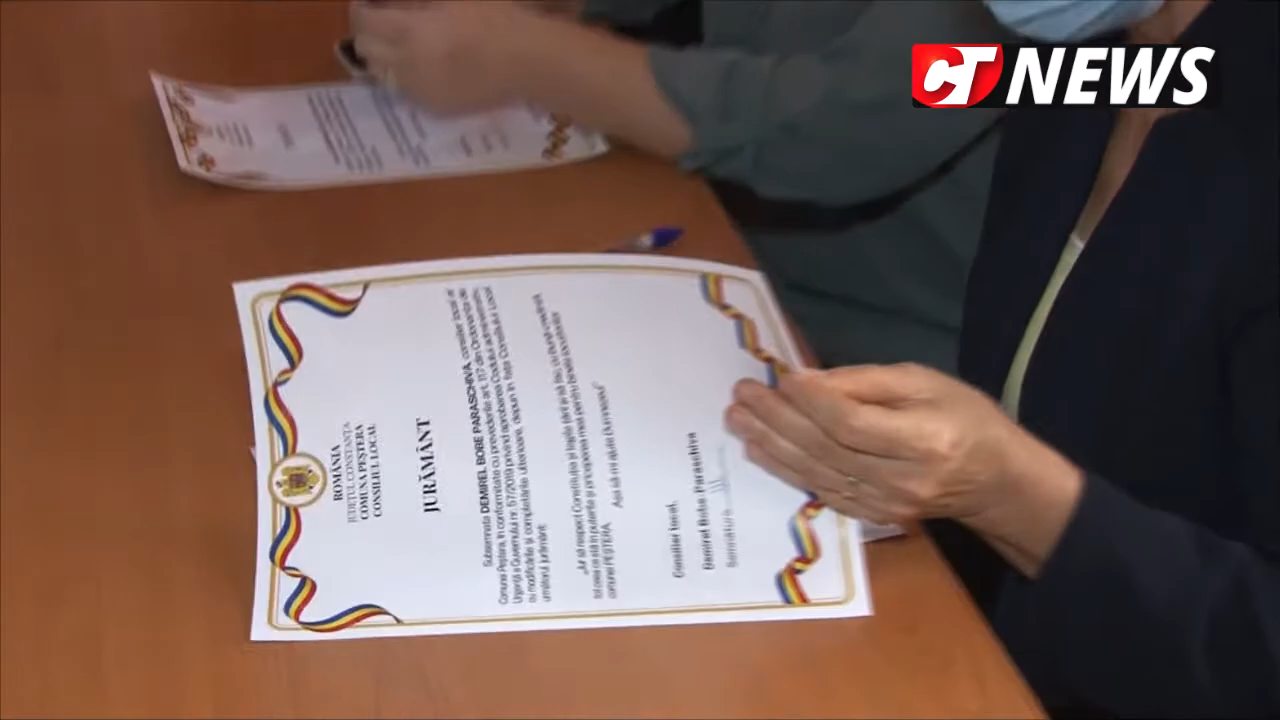 CT NEWS
ROMÂNIA
JUDEȚUL CONSTANȚA
COMUNA PEȘTERA
CONSILIUL LOCAL
JURĂMÂNT
Subsemnata DEMIREL BOBE PARASCHIVA, consilier local al
Comunei Peștera, în conformitate cu prevederile art. 117 din Ordonanța de
Urgență a Guvernului nr. 57/2019 privind aprobarea Codului administrativ,
cu modificările și completările ulterioare, depun în fața Consiliului Local
următorul jurământ:
„Jur să respect Constituția și legile țării și să fac, cu bună-credință,
tot ceea ce stă în puterile și priceperea mea pentru binele locuitorilor
comunei PEȘTERA
Așa să-mi ajute Dumnezeu!"
Consilier local,
Demirel Bobe Paraschiva
Semnătura